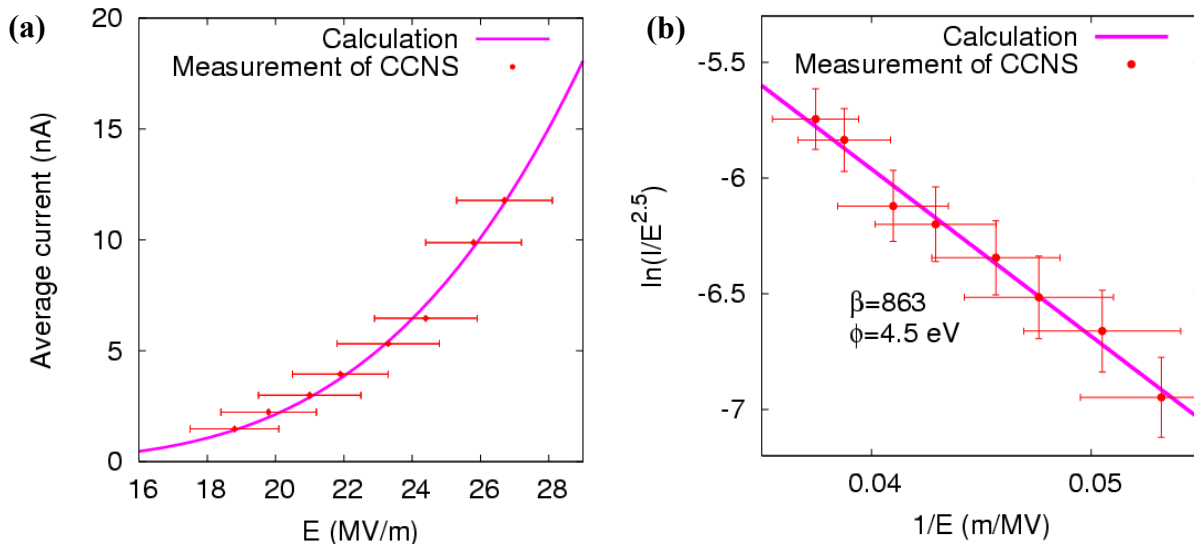 (a)
20
15
10
5
0
Average current (nA)
Calculation
Measurement of CCNS
16 18 20 22 24 26 28
E (MV/m)
(b)
-5.5
-6
-6.5
-7
ln(I/E^2.5)
Calculation
Measurement of CCNS
β=863
ϕ=4.5 eV
0.04 0.05
1/E (m/MV)